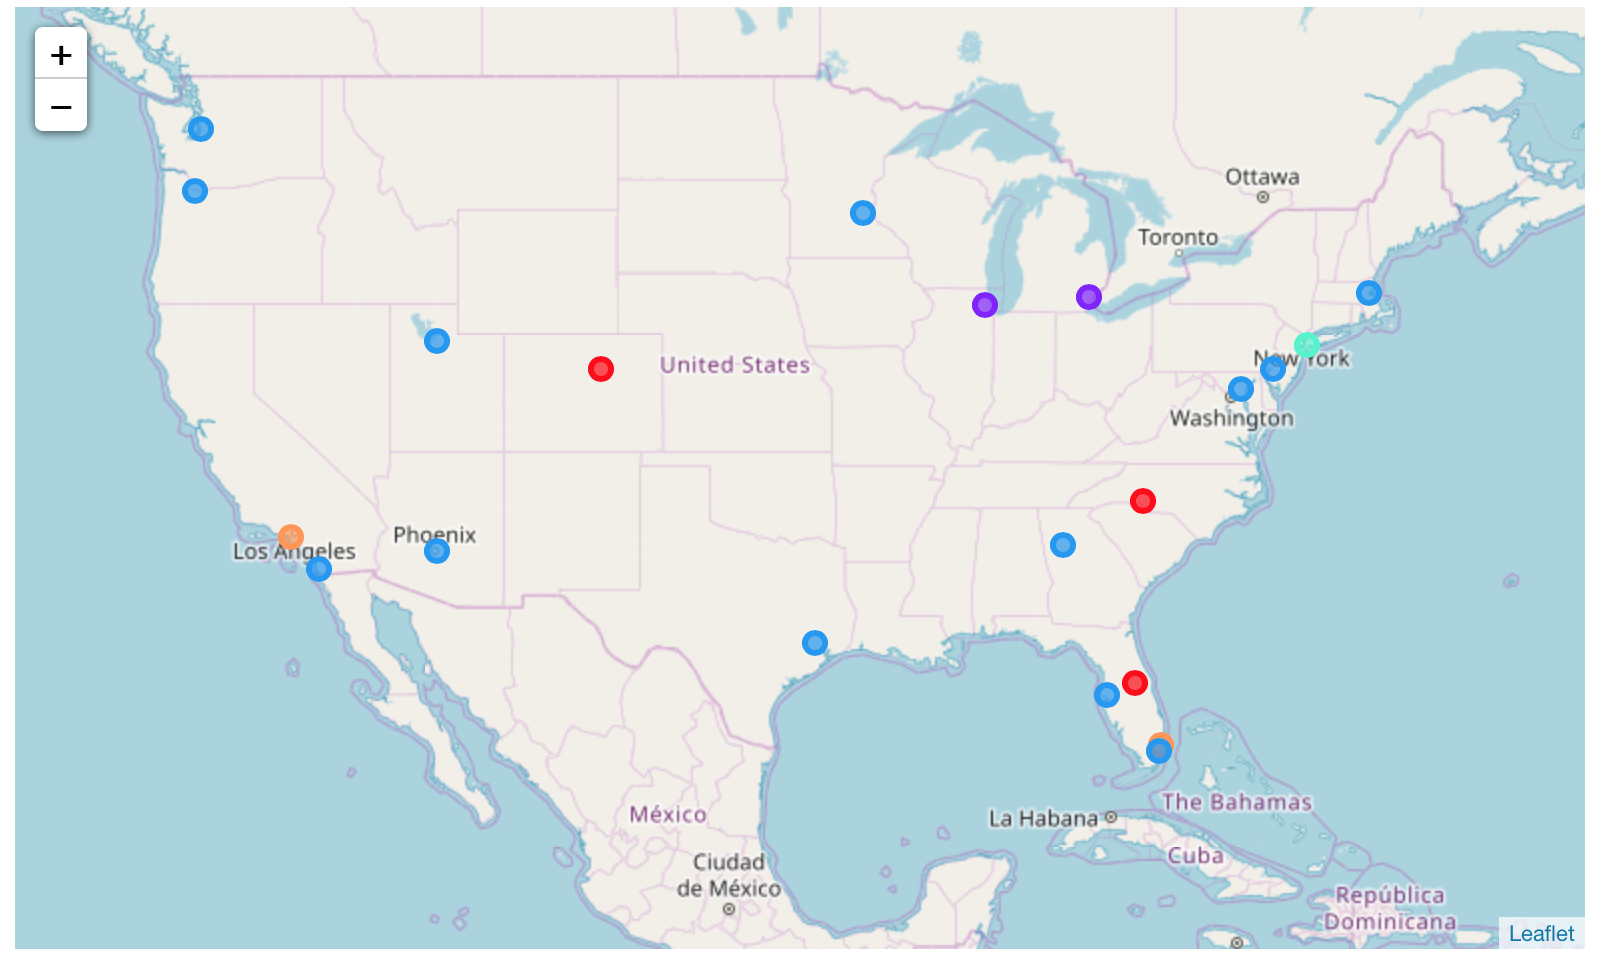 +
−
Ottawa
Toronto
United States
New York
Washington
Phoenix
Los Angeles
México
The Bahamas
La Habana
Cuba
Ciudad
de México
República
Dominicana
Leaflet